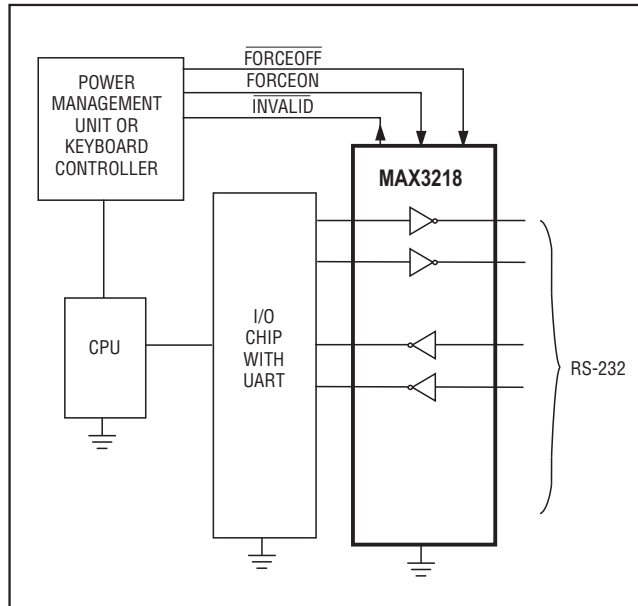 FORCEOFF
FORCEON
INVALID
POWER
MANAGEMENT
UNIT OR
KEYBOARD
CONTROLLER
MAX3218
CPU
I/O
CHIP
WITH
UART
RS-232